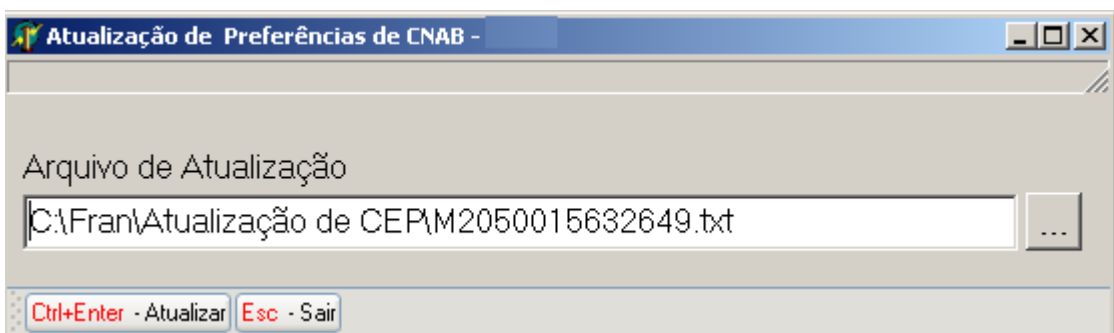 Atualização de Preferências de CNAB -
Arquivo de Atualização
C:\Fran\Atualização de CEP\M2050015632649.txt
...
Ctrl+Enter - Atualizar Esc - Sair